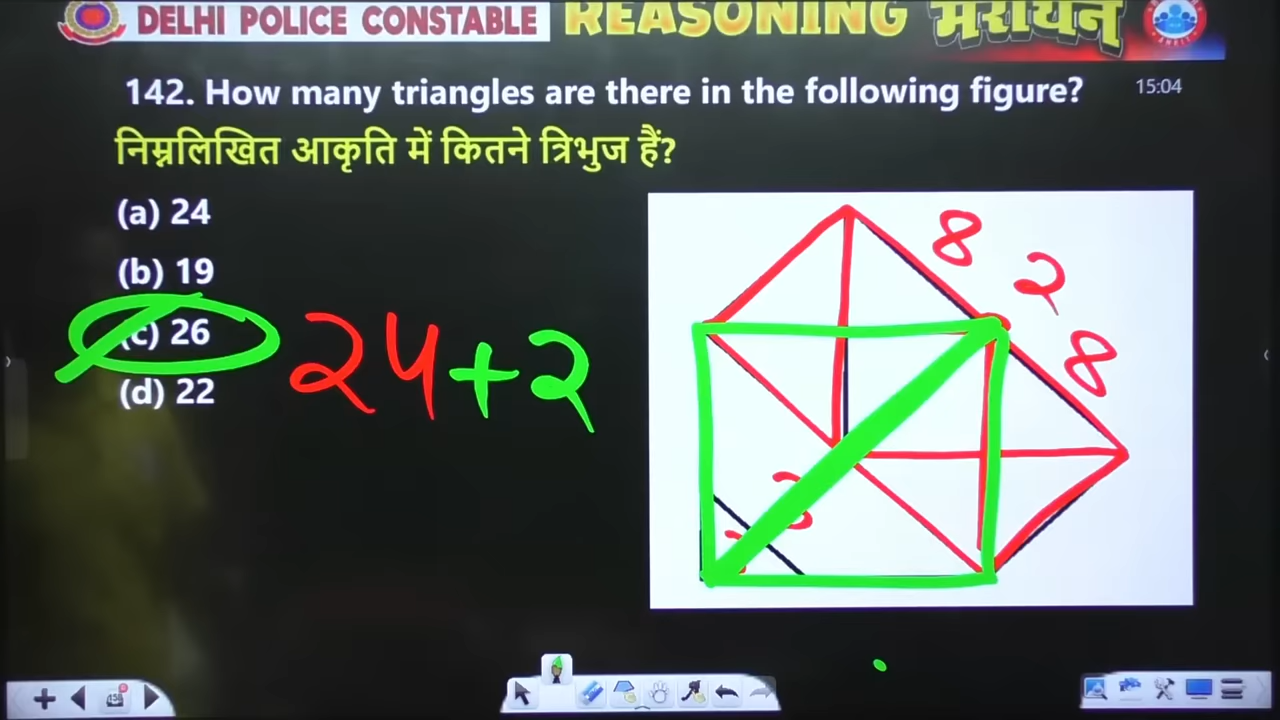 DELHI POLICE CONSTABLE REASONING मैराथन
142. How many triangles are there in the following figure? 15:04
निम्नलिखित आकृति में कितने त्रिभुज हैं?
(a) 24
(b) 19
(c) 26
(d) 22
24+2
8
2
8
3